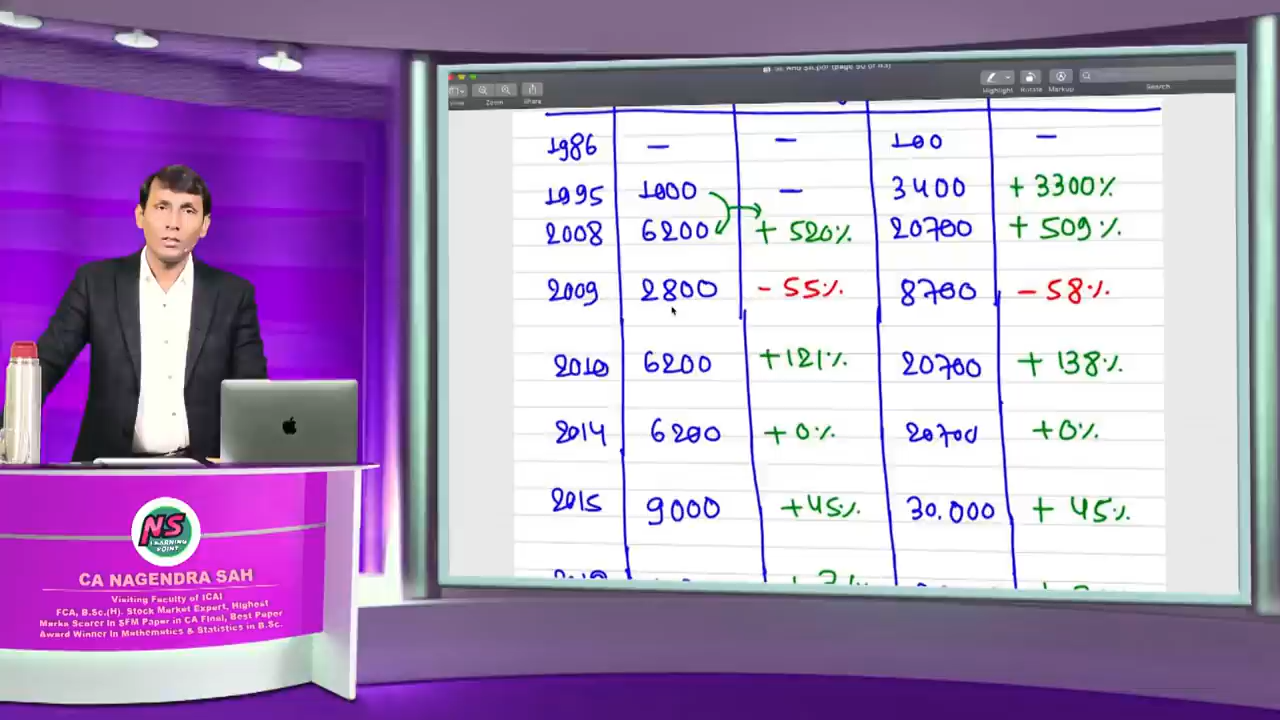 Zoom
Share
Highlight
Rotate
Markup
Search
1986 — — 100 —
1995 1000 — 3400 + 3300%
2008 6200 + 520% 20700 + 509%
2009 2800 - 55% 8700 - 58%
2010 6200 +121% 20700 + 138%
2014 6200 + 0% 20700 +0%
2015 9000 +45% 30,000 + 45%
NS
LEARNING
POINT
CA NAGENDRA SAH
Visiting Faculty of ICAI
FCA, B.Sc.(H). Stock Market Expert, Highest
Marks Scorer in SFM Paper in CA Final, Best Paper
Award Winner in Mathematics & Statistics in B.Sc.